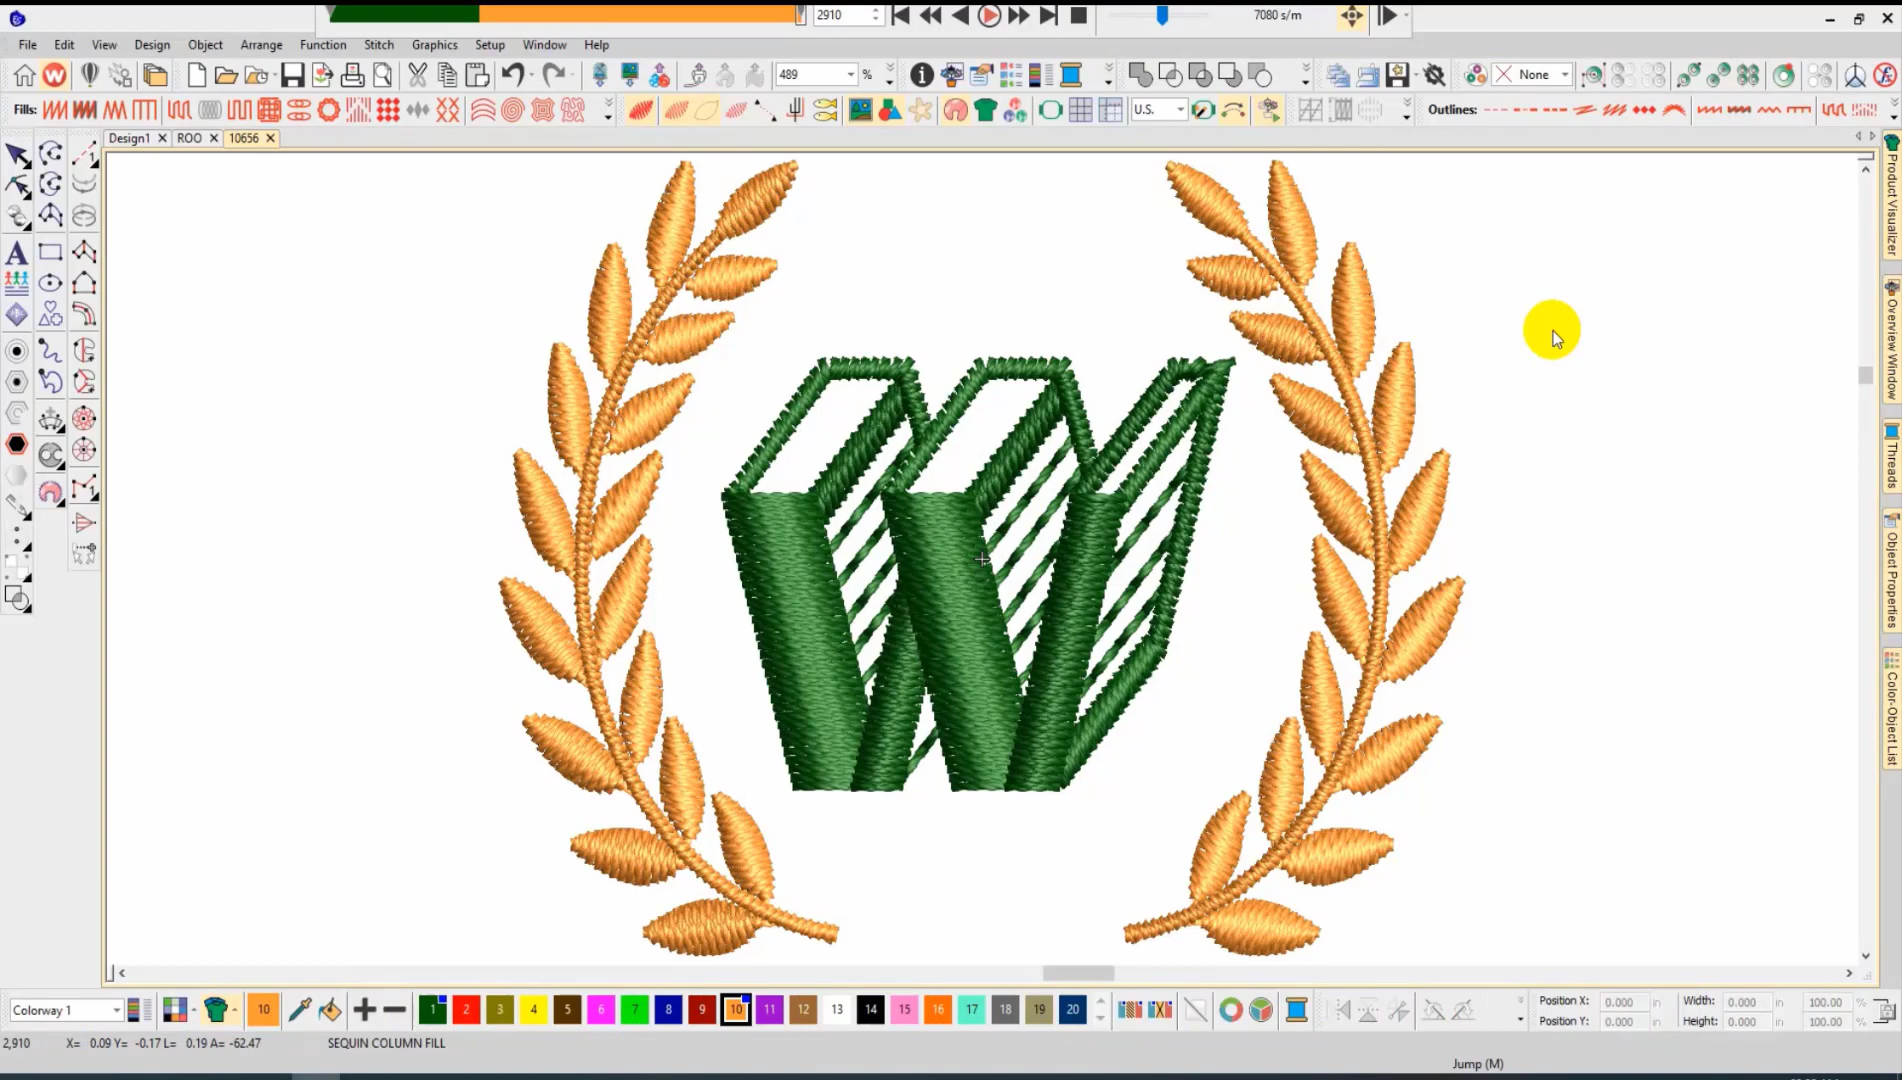 2910
7080 s/m
File Edit View Design Object Arrange Function Stitch Graphics Setup Window Help
489 %
None
Fills:
U.S.
Outlines:
Design1 ROO 10656
A
Product Visualizer
Overview Window
Threads
Object Properties
Color-Object List
W
Colorway 1
10
1 2 3 4 5 6 7 8 9 10 11 12 13 14 15 16 17 18 19 20
Position X: 0.000 in Width: 0.000 in 100.00 %
Position Y: 0.000 in Height: 0.000 in 100.00 %
2,910 X= 0.09 Y= -0.17 L= 0.19 A= -62.47 SEQUIN COLUMN FILL
Jump (M)